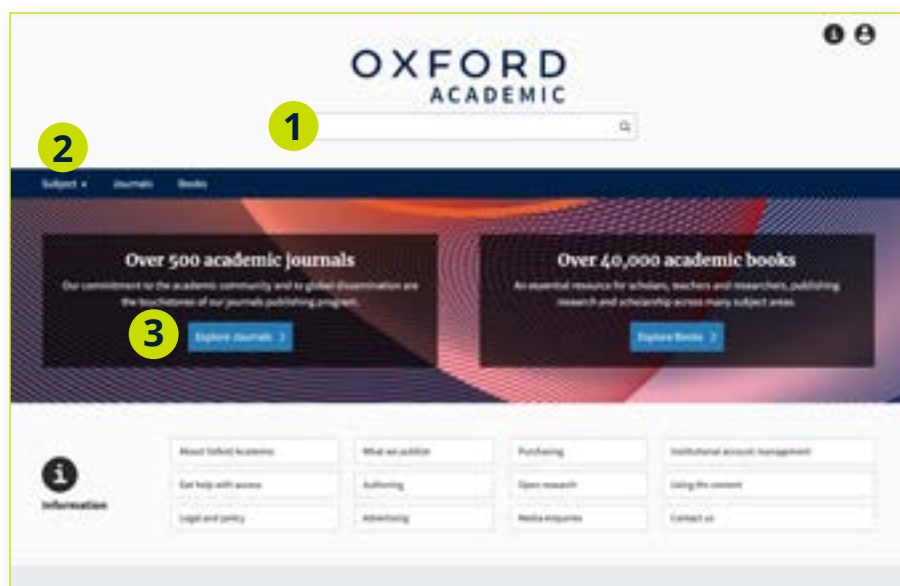 OXFORD
ACADEMIC
1
2
Subject Journals Books
Over 500 academic journals
Our commitment to the academic community and to global dissemination are
the touchstones of our journals publishing program.
3
Explore Journals
Over 40,000 academic books
An essential resource for scholars, teachers and researchers, publishing
research and scholarship across many subject areas.
Explore Books
Information
About Oxford Academic
What we publish
Purchasing
Institutional account management
Get help with access
Authoring
Open research
Using the content
Legal and policy
Advertising
Media enquiries
Contact us